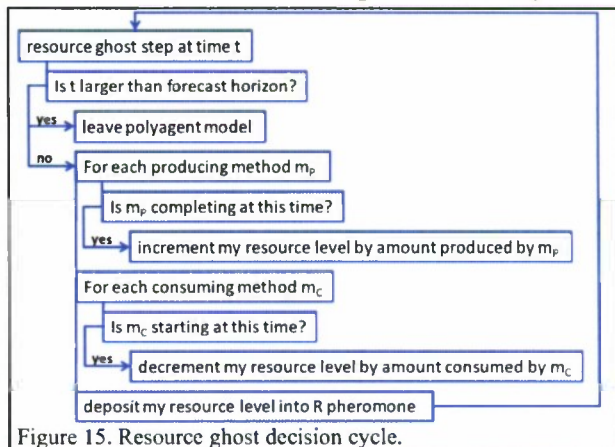 resource ghost step at time t
Is t larger than forecast horizon?
yes
leave polyagent model
no
For each producing method mₚ
Is mₚ completing at this time?
yes
increment my resource level by amount produced by mₚ
For each consuming method m_C
Is m_C starting at this time?
yes
decrement my resource level by amount consumed by m_C
deposit my resource level into R pheromone
Figure 15. Resource ghost decision cycle.